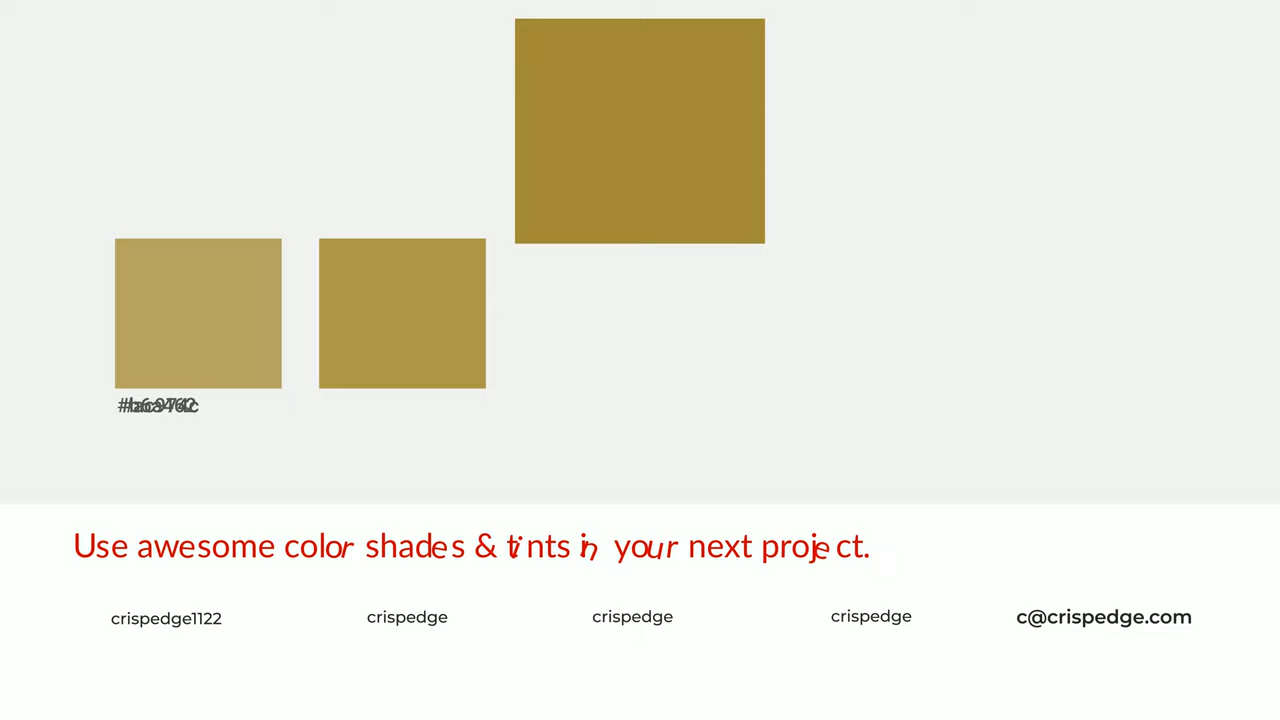 Use awesome color shades & tints in your next project.
crispedge1122 crispedge crispedge crispedge c@crispedge.com